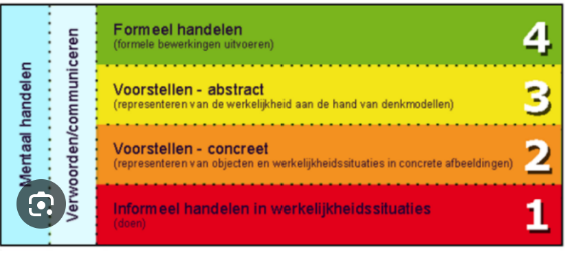 Mentaal handelen
Verwoorden/communiceren
Formeel handelen
(formele bewerkingen uitvoeren)
4
Voorstellen - abstract
(representeren van de werkelijkheid aan de hand van denkmodellen)
3
Voorstellen - concreet
(representeren van objecten en werkelijkheidssituaties in concrete afbeeldingen)
2
Informeel handelen in werkelijkheidssituaties
(doen)
1